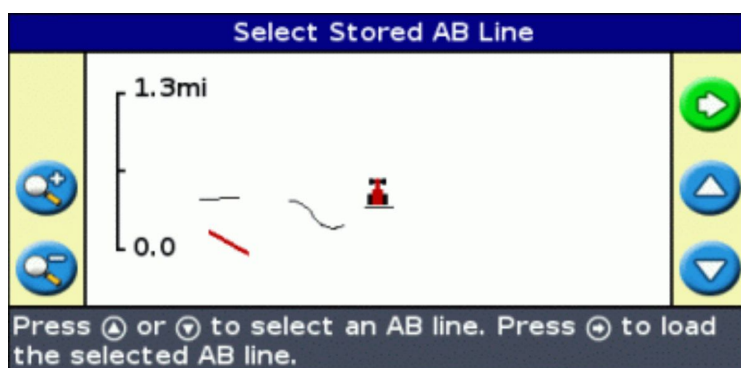 Select Stored AB Line
1.3mi
0.0
Press or to select an AB line. Press to load
the selected AB line.